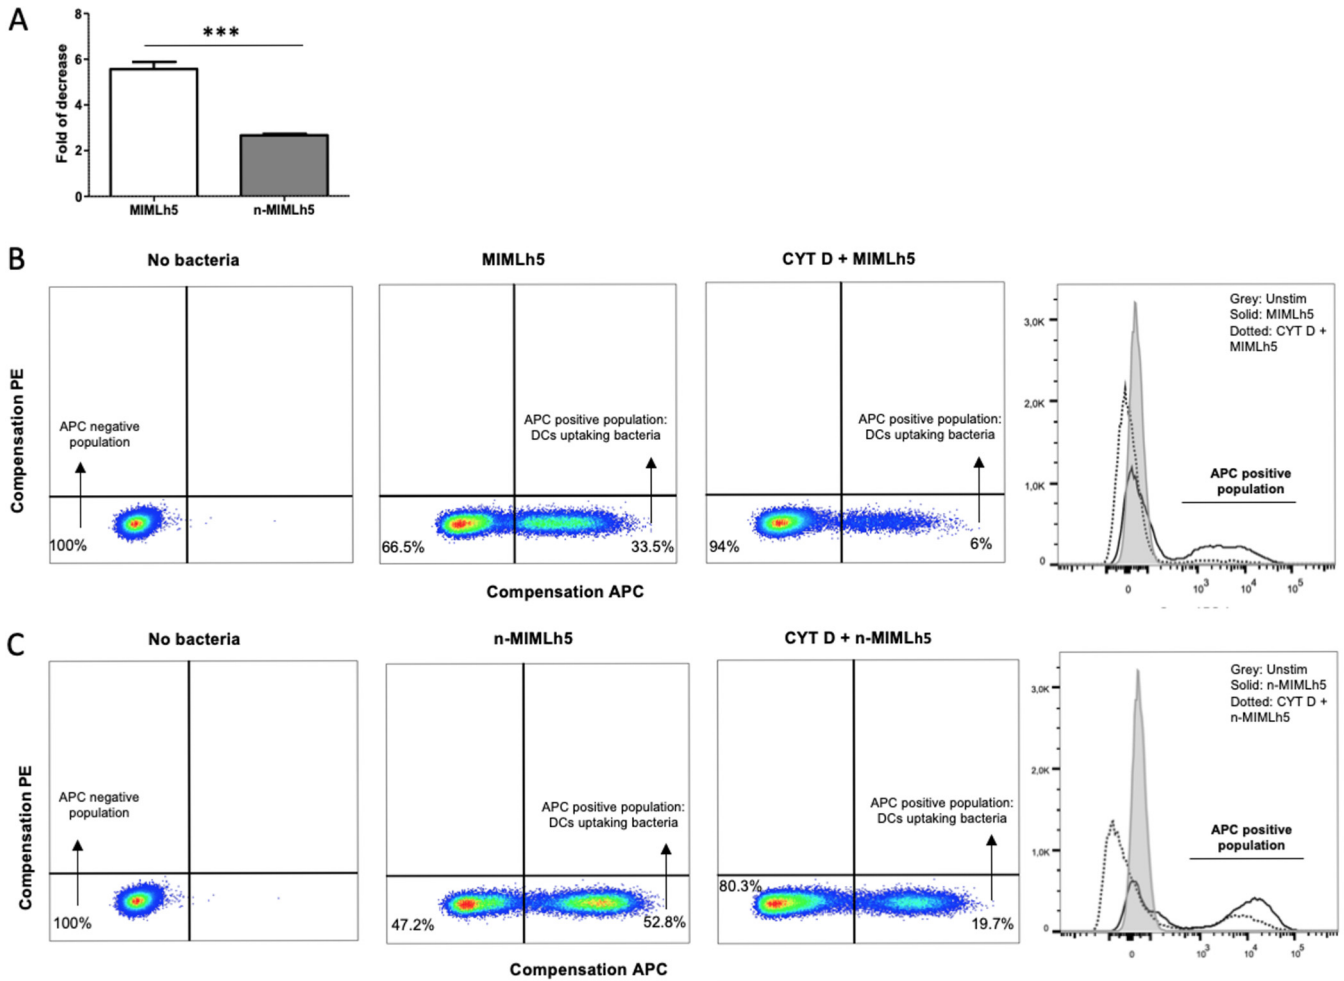 A
8
6
4
2
0
Fold of decrease
***
MIMLh5
n-MIMLh5
B
No bacteria
MIMLh5
CYT D + MIMLh5
Compensation PE
APC negative
population
100%
APC positive population:
DCs uptaking bacteria
66.5%
33.5%
APC positive population:
DCs uptaking bacteria
94%
6%
Compensation APC
Grey: Unstim
Solid: MIMLh5
Dotted: CYT D +
MIMLh5
3,0K
2,0K
1,0K
0
APC positive
population
0
10³
10⁴
10⁵
C
No bacteria
n-MIMLh5
CYT D + n-MIMLh5
Compensation PE
APC negative
population
100%
APC positive population:
DCs uptaking bacteria
47.2%
52.8%
APC positive population:
DCs uptaking bacteria
80.3%
19.7%
Compensation APC
Grey: Unstim
Solid: n-MIMLh5
Dotted: CYT D +
n-MIMLh5
3,0K
2,0K
1,0K
0
APC positive
population
0
10³
10⁴
10⁵